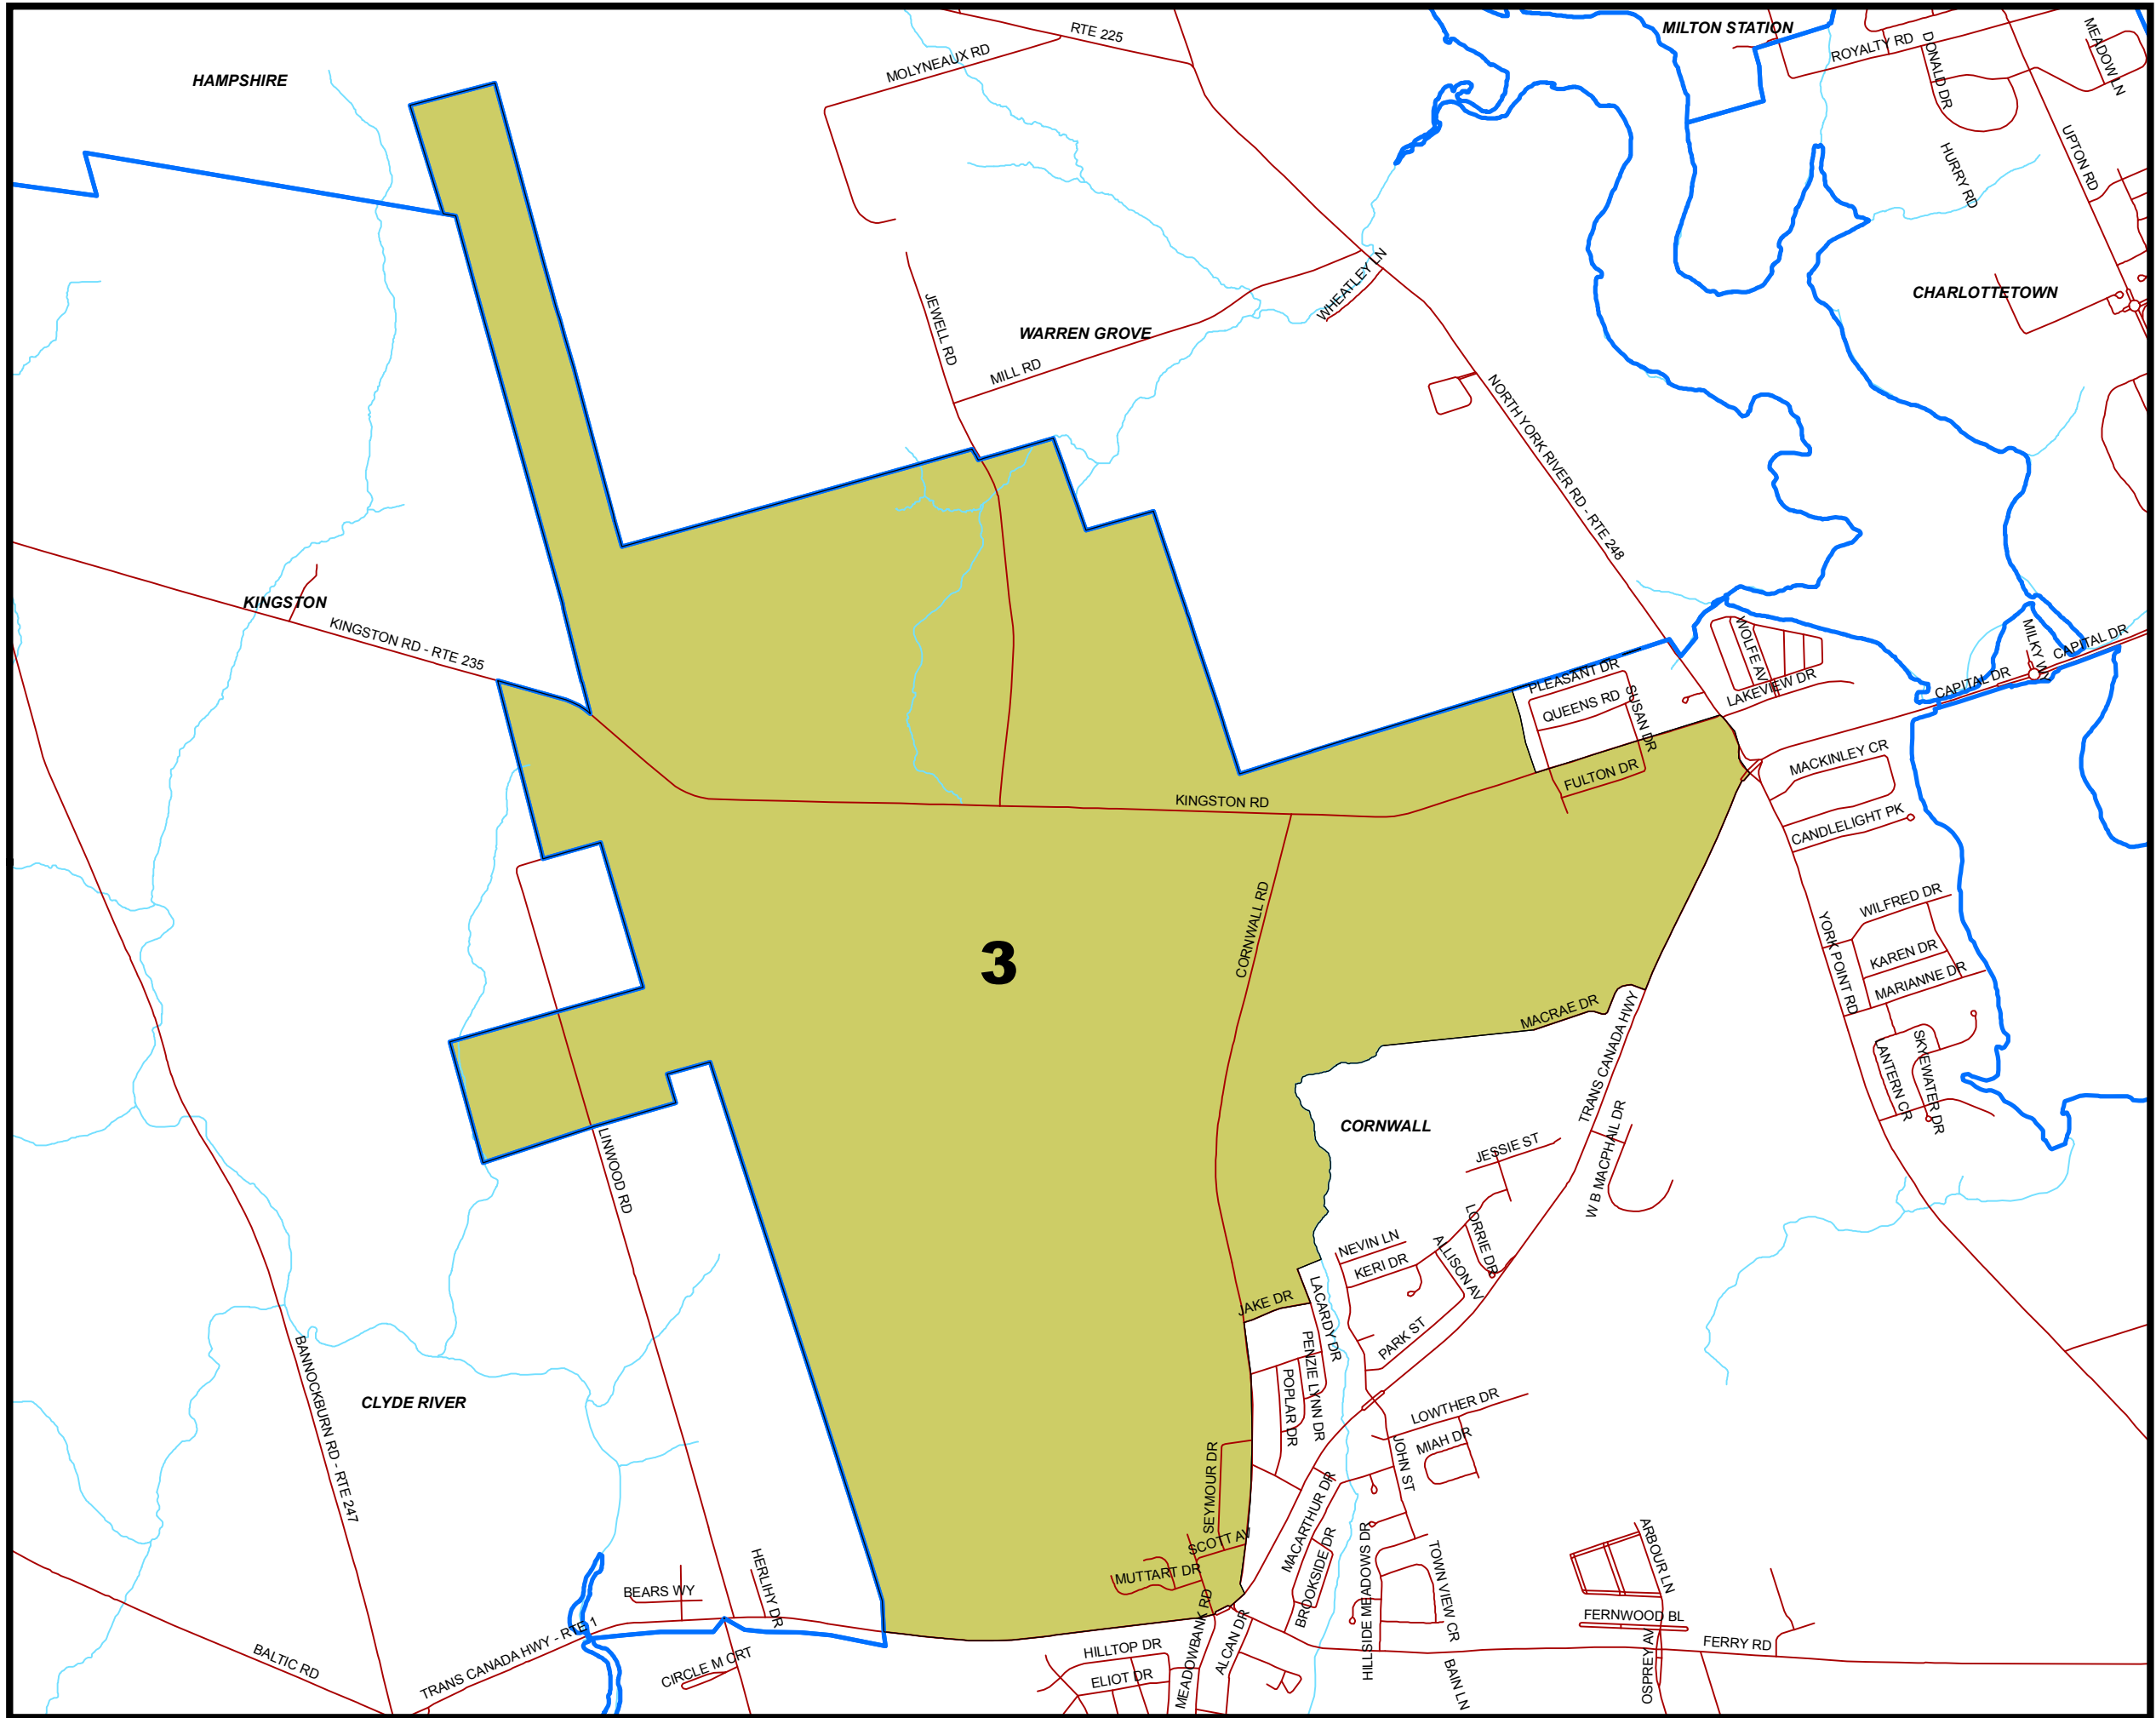 RTE 225
MILTON STATION
MOLYNEAUX RD
ROYALTY RD
DONALD DR
MEADOW LN
HAMPSHIRE
UPTON RD
HURRY RD
WHEATLEY LN
CHARLOTTETOWN
JEWELL RD
WARREN GROVE
MILL RD
NORTH YORK RIVER RD - RTE 248
KINGSTON
KINGSTON RD - RTE 235
WOLFE AV
MILKY W
CAPITAL DR
CAPITAL DR
PLEASANT DR
QUEENS RD
SUSAN DR
LAKEVIEW DR
FULTON DR
MACKINLEY CR
KINGSTON RD
CANDLELIGHT PK
CORNWALL RD
3
WILFRED DR
YORK POINT RD
KAREN DR
MARIANNE DR
MACRAE DR
TRANS CANADA HWY
LANTERN CR
SKYEWATER DR
CORNWALL
W B MACPHAIL DR
JESSIE ST
LINWOOD RD
LORRIE DR
NEVIN LN
KERI DR
ALLISON AV
LACARDY DR
JAKE DR
PARK ST
PENZIE LYNN DR
POPLAR DR
BANNOCKBURN RD - RTE 247
CLYDE RIVER
LOWTHER DR
MIAH DR
JOHN ST
SEYMOUR DR
MACARTHUR DR
SCOTT AV
MUTTART DR
BROOKSIDE DR
HILLSIDE MEADOWS DR
TOWN VIEW CR
ARBOUR LN
HERLIHY DR
BEARS WY
FERNWOOD BL
FERRY RD
OSPREY AV
BAIN LN
MEADOWBANK RD
ALCAN DR
HILLTOP DR
ELIOT DR
CIRCLE M CRT
TRANS CANADA HWY - RTE 1
BALTIC RD